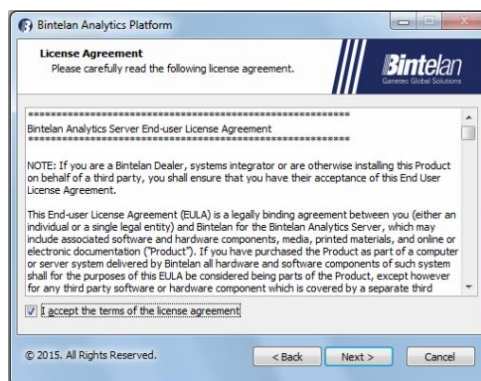 Bintelan Analytics Platform
License Agreement
Please carefully read the following license agreement.
Bintelan
Genetec Global Solutions
************************************************************
Bintelan Analytics Server End-user License Agreement
************************************************************
NOTE: If you are a Bintelan Dealer, systems integrator or are otherwise installing this Product
on behalf of a third party, you shall ensure that you have their acceptance of this End User
License Agreement.
This End-user License Agreement (EULA) is a legally binding agreement between you (either an
individual or a single legal entity) and Bintelan for the Bintelan Analytics Server, which may
include associated software and hardware components, media, printed materials, and online or
electronic documentation ("Product"). If you have purchased the Product as part of a computer
or server system delivered by Bintelan all hardware and software components of such system
shall for the purposes of this EULA be considered being parts of the Product, except however
for any third party software or hardware component which is covered by a separate third
I accept the terms of the license agreement
© 2015. All Rights Reserved.
< Back
Next >
Cancel